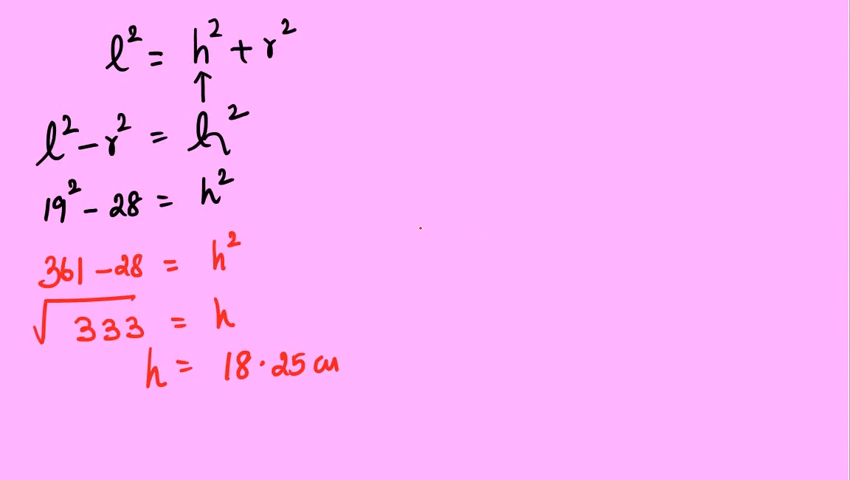 l² = h² + r²
↑
l² - r² = h²
19² - 28 = h²
361 - 28 = h²
√333 = h
h = 18.25 cm